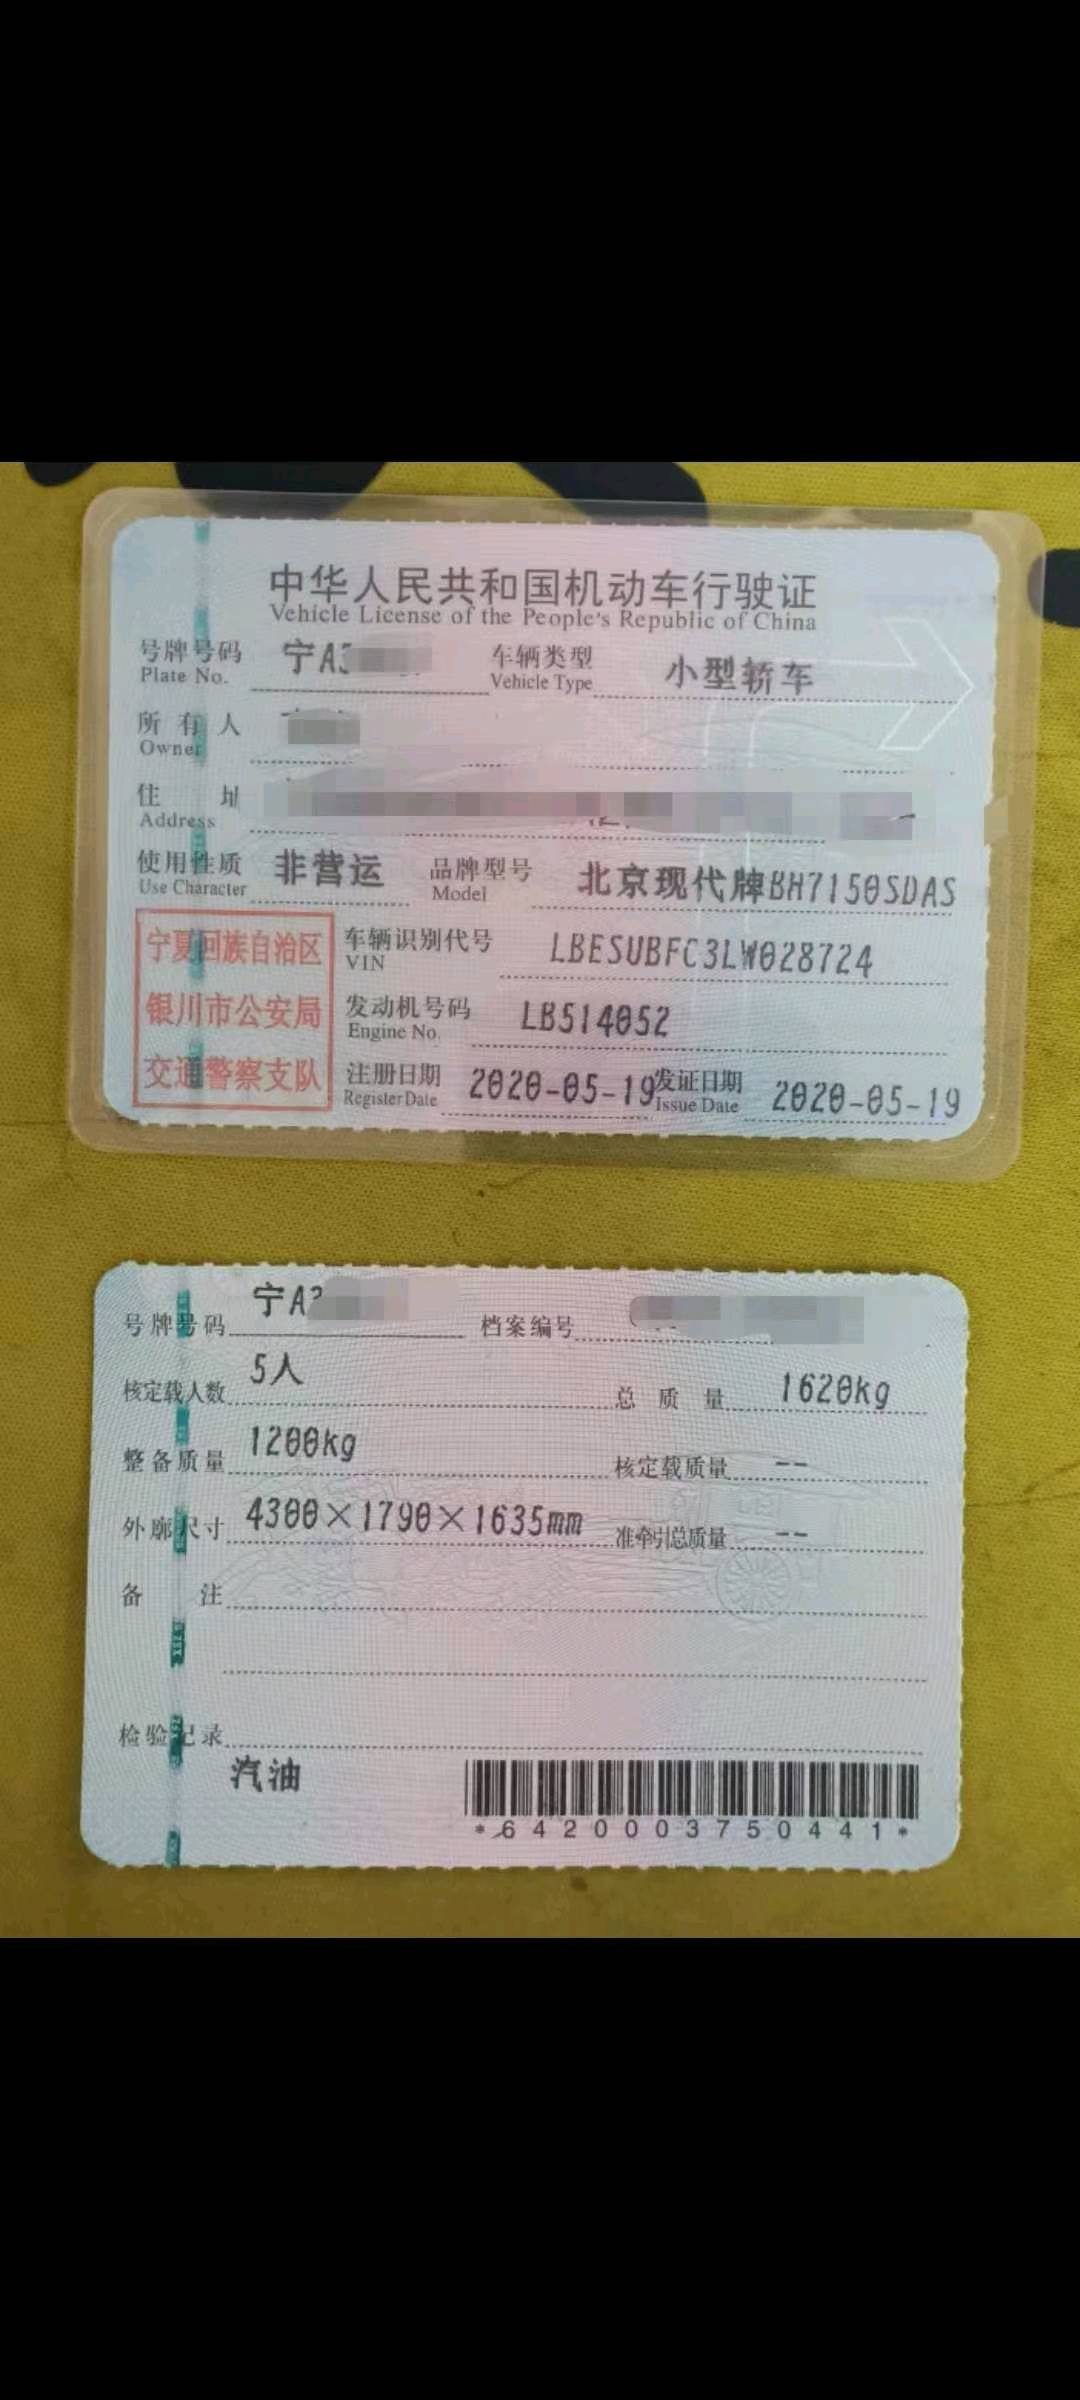 中华人民共和国机动车行驶证
Vehicle License of the People's Republic of China
号牌号码 宁A3 车辆类型 小型轿车
Plate No. Vehicle Type
所有人
Owner
住址
Address
使用性质 非营运 品牌型号 北京现代牌BH7150SDAS
Use Character Model
宁夏回族自治区
银川市公安局
交通警察支队
车辆识别代号 LBESUBFC3LW028724
VIN
发动机号码 LB514052
Engine No.
注册日期 2020-05-19 发证日期 2020-05-19
Register Date Issue Date
号牌号码 宁A 档案编号
核定载人数 5人 总质量 1620kg
整备质量 1200kg 核定载质量 --
外廓尺寸 4300×1790×1635mm 准牵引总质量 --
备注
检验记录
汽油
*6420003750441*